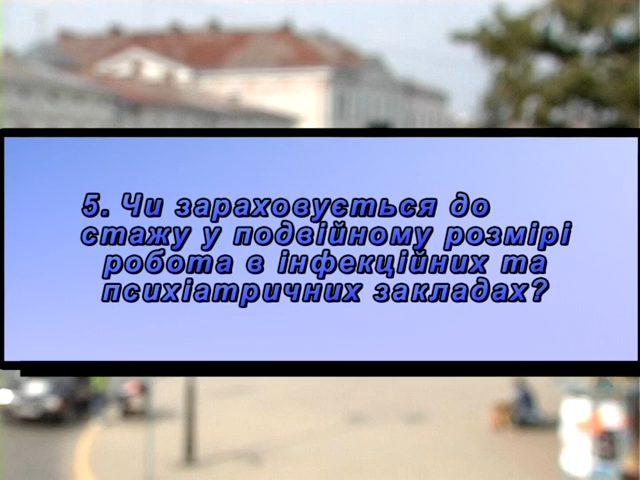 5. Чи зараховується до
стажу у подвійному розмірі
робота в інфекційних та
психіатричних закладах?